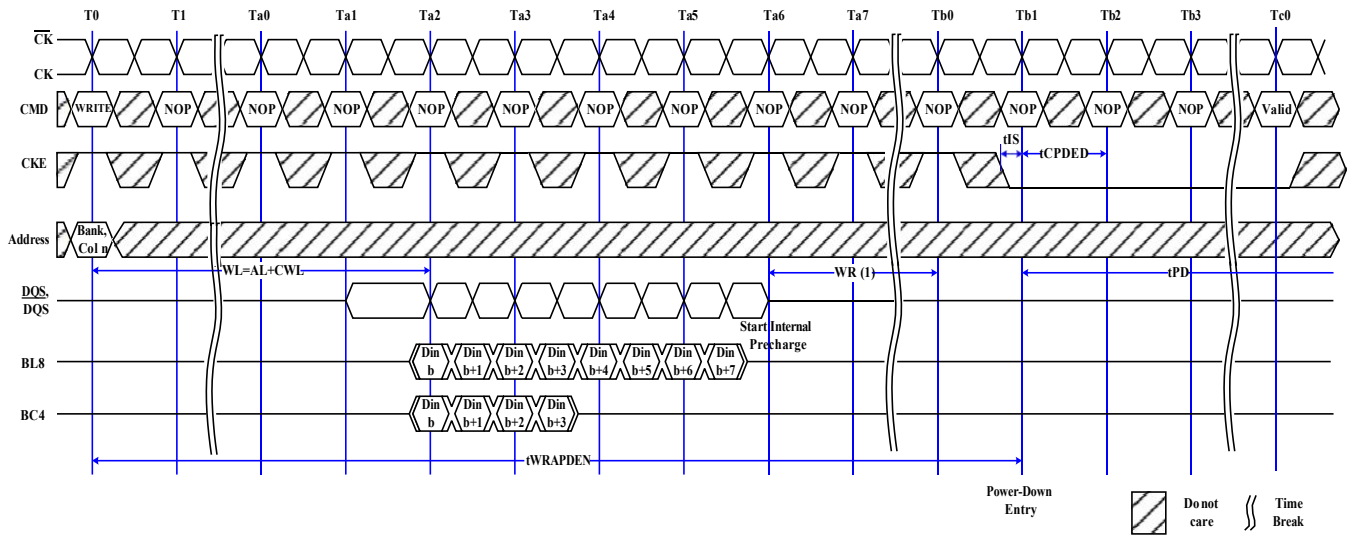 T0 T1 Ta0 Ta1 Ta2 Ta3 Ta4 Ta5 Ta6 Ta7 Tb0 Tb1 Tb2 Tb3 Tc0
CK
CK
CMD WRITE NOP NOP NOP NOP NOP NOP NOP NOP NOP NOP NOP NOP NOP Valid
tIS
CKE tCPDED
Address Bank,
Col n
WL=AL+CWL WR (1) tPD
DQS,
DQS
Start Internal
Precharge
BL8 Din Din Din Din Din Din Din Din
b b+1 b+2 b+3 b+4 b+5 b+6 b+7
BC4 Din Din Din Din
b b+1 b+2 b+3
tWRAPDEN
Power-Down
Entry
Do not
care
Time
Break